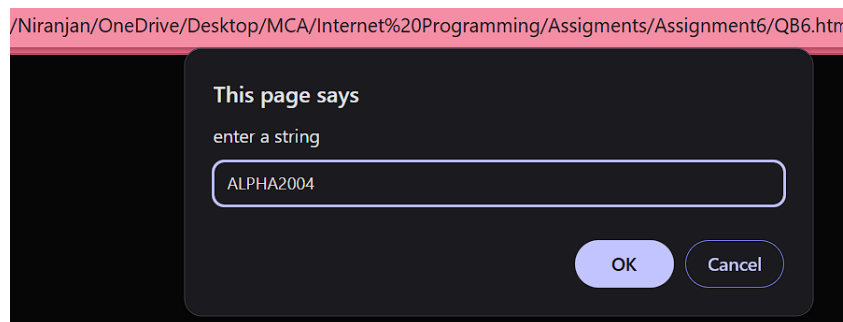 /Niranjan/OneDrive/Desktop/MCA/Internet%20Programming/Assigments/Assignment6/QB6.htm
This page says
enter a string
ALPHA2004
OK Cancel